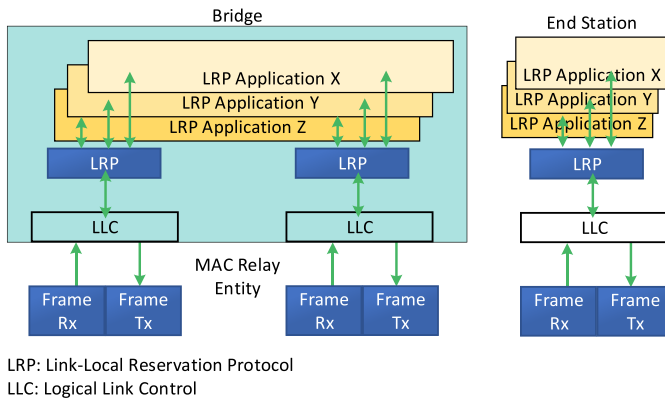 Bridge
End Station
LRP Application X
LRP Application Y
LRP Application Z
LRP Application X
LRP Application Y
LRP Application Z
LRP
LRP
LRP
LLC
LLC
LLC
MAC Relay
Entity
Frame
Rx
Frame
Tx
Frame
Rx
Frame
Tx
Frame
Rx
Frame
Tx
LRP: Link-Local Reservation Protocol
LLC: Logical Link Control